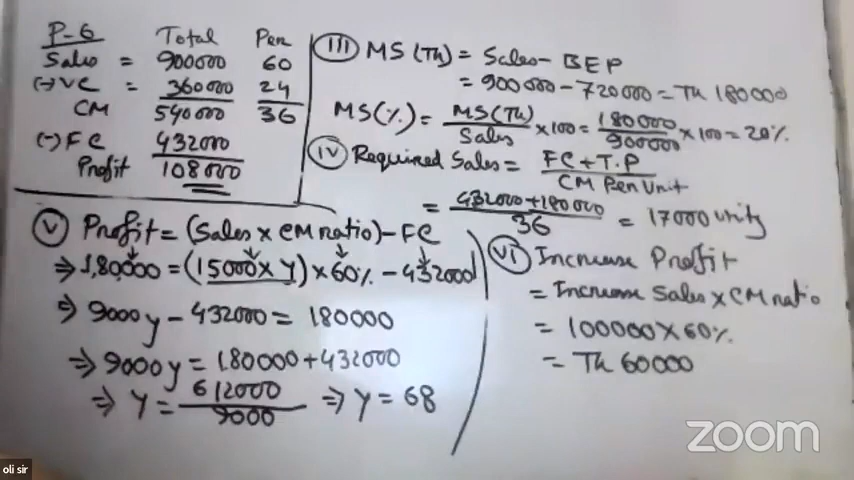 P-6 Total Per
Sales = 900000 60
(-) VC = 360000 24
CM 540000 36
(-) FC 432000
Profit 108000
III MS (Tk) = Sales - BEP
= 900000 - 720000 = Tk 180000
MS(%) = MS(Tk)/Sales × 100 = 180000/900000 × 100 = 20%
IV Required Sales = FC + T.P / CM Per Unit
= 432000 + 180000 / 36 = 17000 units
V Profit = (Sales × CM ratio) - FC
⇒ 1,80,000 = (15000 × y) × 60% - 432000
⇒ 9000y - 432000 = 180000
⇒ 9000y = 180000 + 432000
⇒ y = 612000/9000 ⇒ y = 68
VI Increase Profit
= Increase Sales × CM ratio
= 100000 × 60%
= Tk 60000
zoom
oli sir